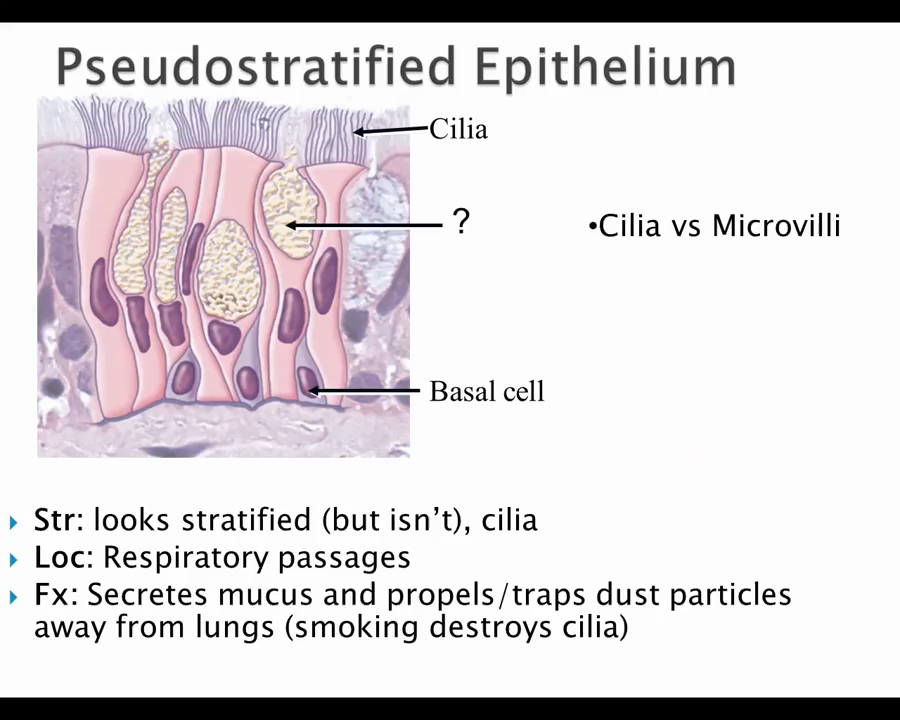 Pseudostratified Epithelium
Cilia
?
•Cilia vs Microvilli
Basal cell
Str: looks stratified (but isn't), cilia
Loc: Respiratory passages
Fx: Secretes mucus and propels/traps dust particles
away from lungs (smoking destroys cilia)